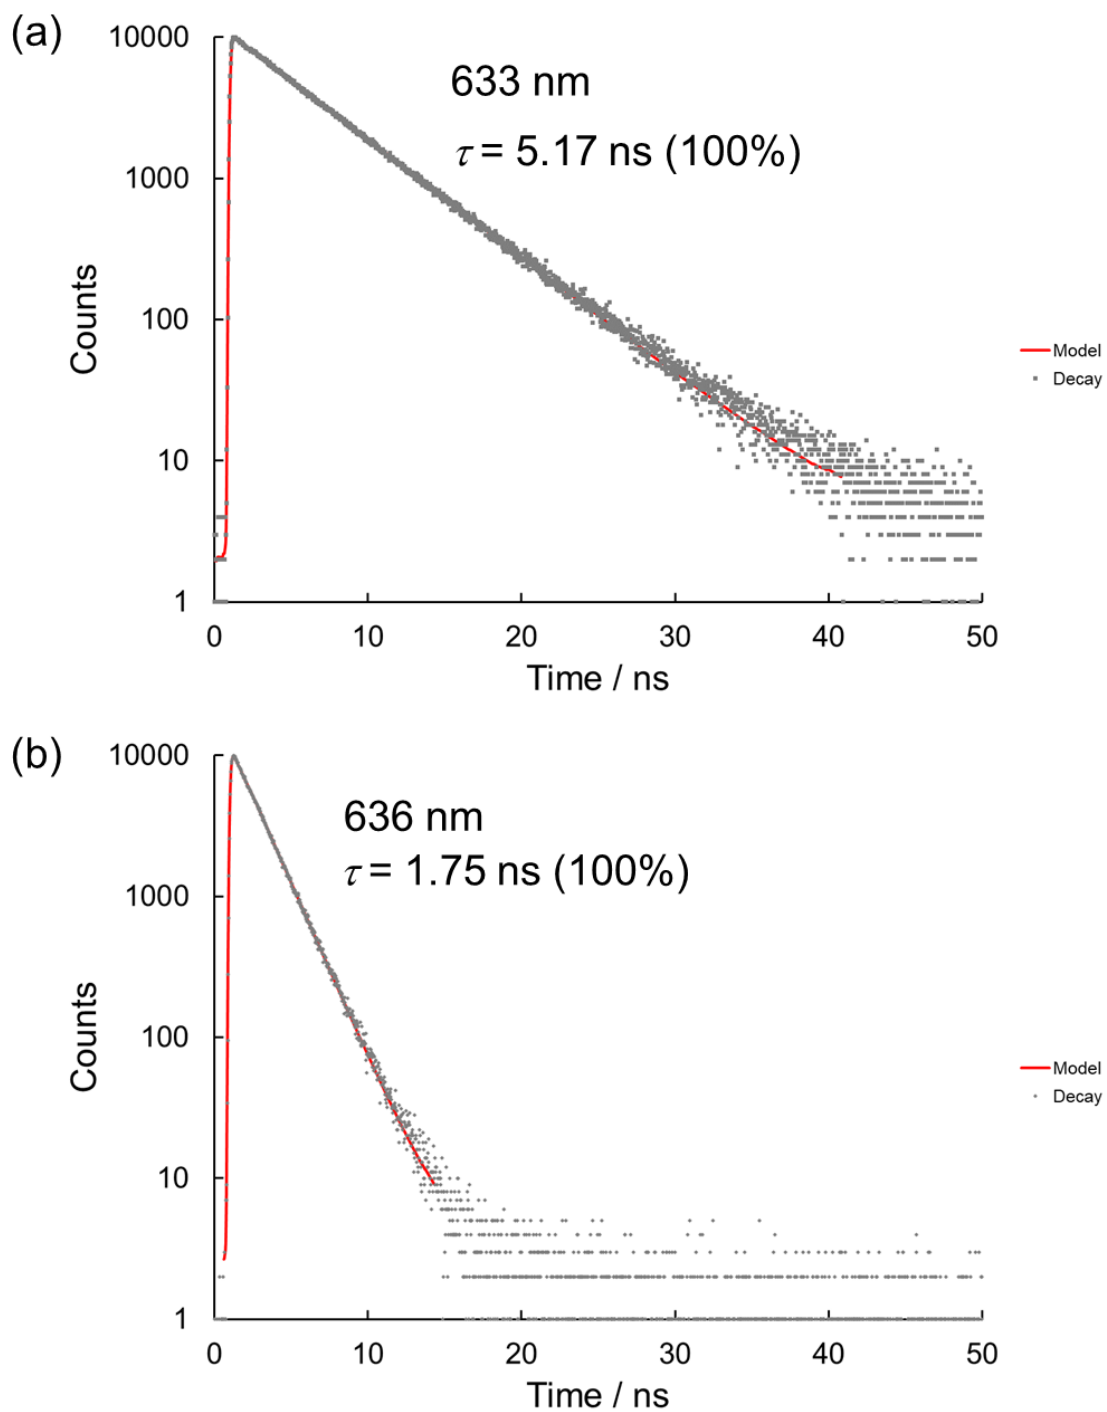 (a)
10000
1000
100
10
1
Counts
633 nm
τ = 5.17 ns (100%)
Model
Decay
0 10 20 30 40 50
Time / ns
(b)
10000
1000
100
10
1
Counts
636 nm
τ = 1.75 ns (100%)
Model
Decay
0 10 20 30 40 50
Time / ns